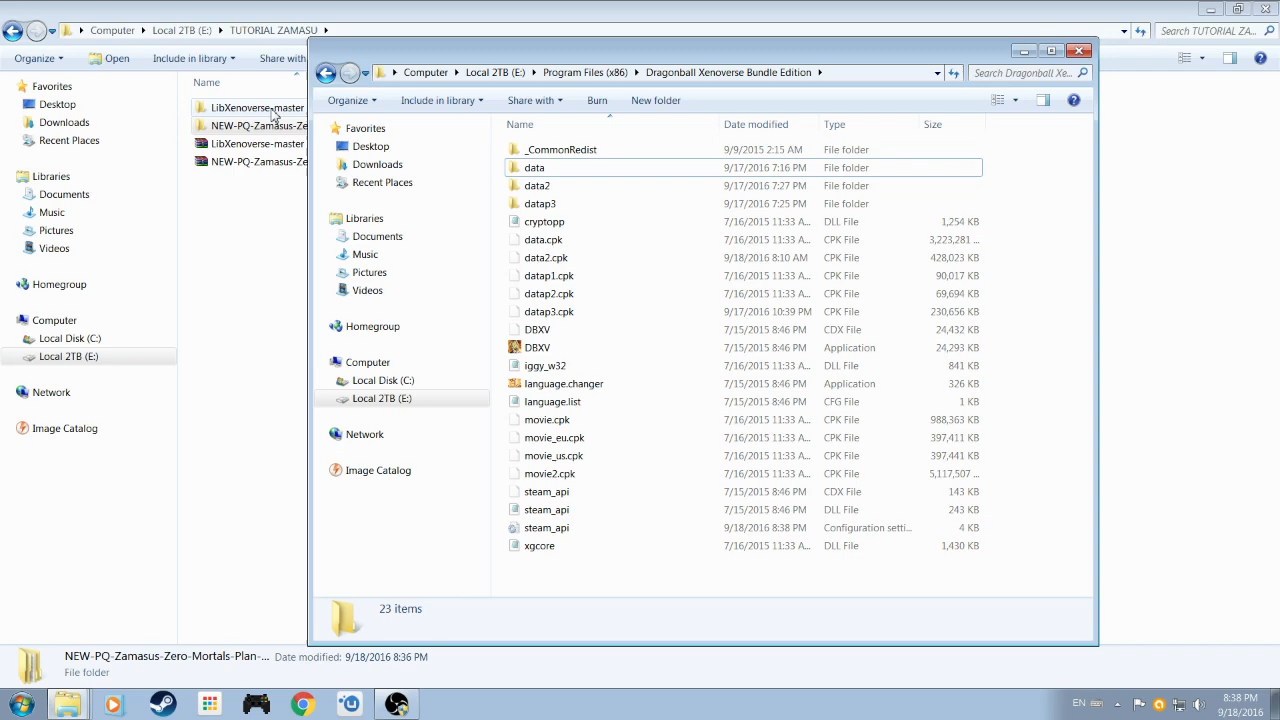 Computer Local 2TB (E:) TUTORIAL ZAMASU
Search TUTORIAL ZA...
Organize Open Include in library Share with
Favorites
Desktop
Downloads
Recent Places
Libraries
Documents
Music
Pictures
Videos
Homegroup
Computer
Local Disk (C:)
Local 2TB (E:)
Network
Image Catalog
Name
LibXenoverse-master
NEW-PQ-Zamasus-Ze
LibXenoverse-master
NEW-PQ-Zamasus-Ze
Computer Local 2TB (E:) Program Files (x86) Dragonball Xenoverse Bundle Edition
Search Dragonball Xe...
Organize Include in library Share with Burn New folder
Favorites
Desktop
Downloads
Recent Places
Libraries
Documents
Music
Pictures
Videos
Homegroup
Computer
Local Disk (C:)
Local 2TB (E:)
Network
Image Catalog
Name Date modified Type Size
_CommonRedist 9/9/2015 2:15 AM File folder
data 9/17/2016 7:16 PM File folder
data2 9/17/2016 7:27 PM File folder
datap3 9/17/2016 7:25 PM File folder
cryptopp 7/16/2015 11:33 A... DLL File 1,254 KB
data.cpk 7/16/2015 11:33 A... CPK File 3,223,281 ...
data2.cpk 9/18/2016 8:10 AM CPK File 428,023 KB
datap1.cpk 7/16/2015 11:33 A... CPK File 90,017 KB
datap2.cpk 7/16/2015 11:33 A... CPK File 69,694 KB
datap3.cpk 9/17/2016 10:39 PM CPK File 230,656 KB
DBXV 7/15/2015 8:46 PM CDX File 24,432 KB
DBXV 7/15/2015 8:46 PM Application 24,293 KB
iggy_w32 7/16/2015 11:33 A... DLL File 841 KB
language.changer 7/15/2015 8:46 PM Application 326 KB
language.list 7/15/2015 8:46 PM CFG File 1 KB
movie.cpk 7/16/2015 11:33 A... CPK File 988,363 KB
movie_eu.cpk 7/16/2015 11:33 A... CPK File 397,411 KB
movie_us.cpk 7/16/2015 11:33 A... CPK File 397,441 KB
movie2.cpk 7/16/2015 11:33 A... CPK File 5,117,507 ...
steam_api 7/15/2015 8:46 PM CDX File 143 KB
steam_api 7/15/2015 8:46 PM DLL File 243 KB
steam_api 9/18/2016 8:38 PM Configuration setti... 4 KB
xgcore 7/16/2015 11:33 A... DLL File 1,430 KB
23 items
NEW-PQ-Zamasus-Zero-Mortals-Plan-... Date modified: 9/18/2016 8:36 PM
File folder
EN
8:38 PM
9/18/2016